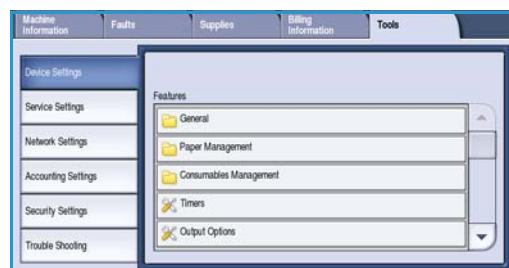 Machine
Information
Faults
Supplies
Billing
Information
Tools
Device Settings
Service Settings
Network Settings
Accounting Settings
Security Settings
Trouble Shooting
Features
General
Paper Management
Consumables Management
Timers
Output Options